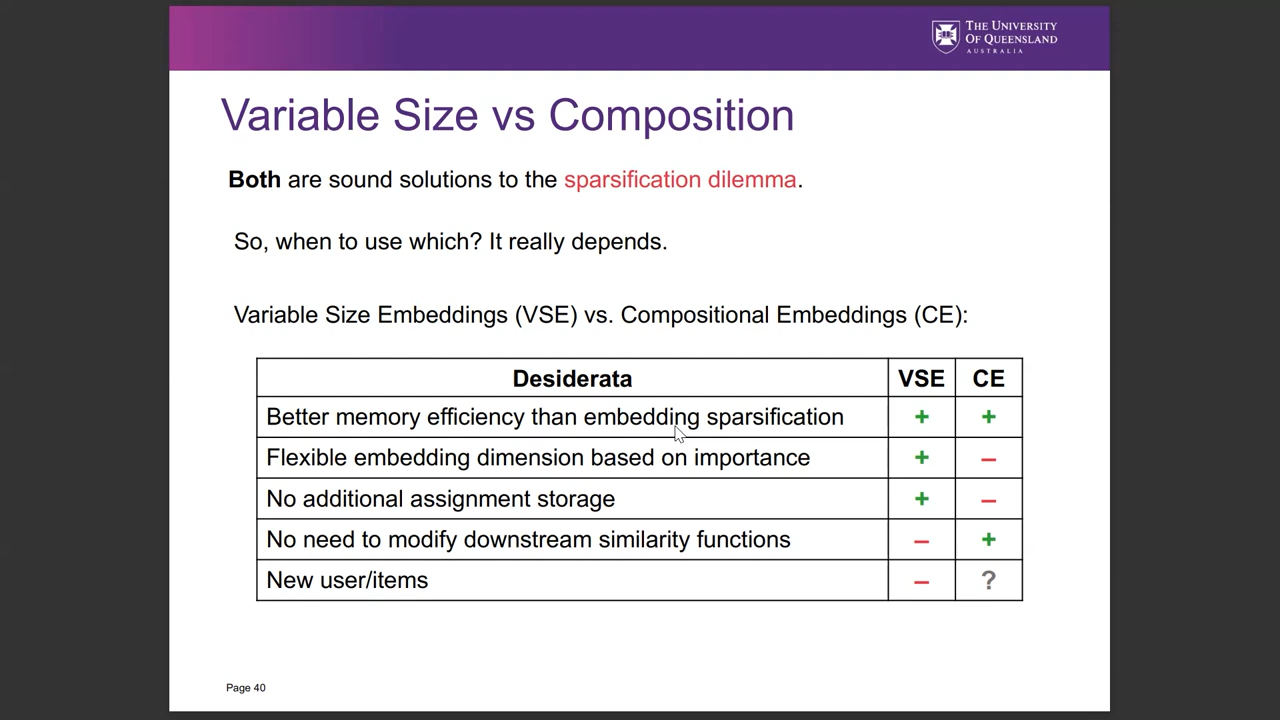 THE UNIVERSITY
OF QUEENSLAND
AUSTRALIA
Variable Size vs Composition
Both are sound solutions to the sparsification dilemma.
So, when to use which? It really depends.
Variable Size Embeddings (VSE) vs. Compositional Embeddings (CE):
Desiderata VSE CE
Better memory efficiency than embedding sparsification + +
Flexible embedding dimension based on importance + –
No additional assignment storage + –
No need to modify downstream similarity functions – +
New user/items – ?
Page 40